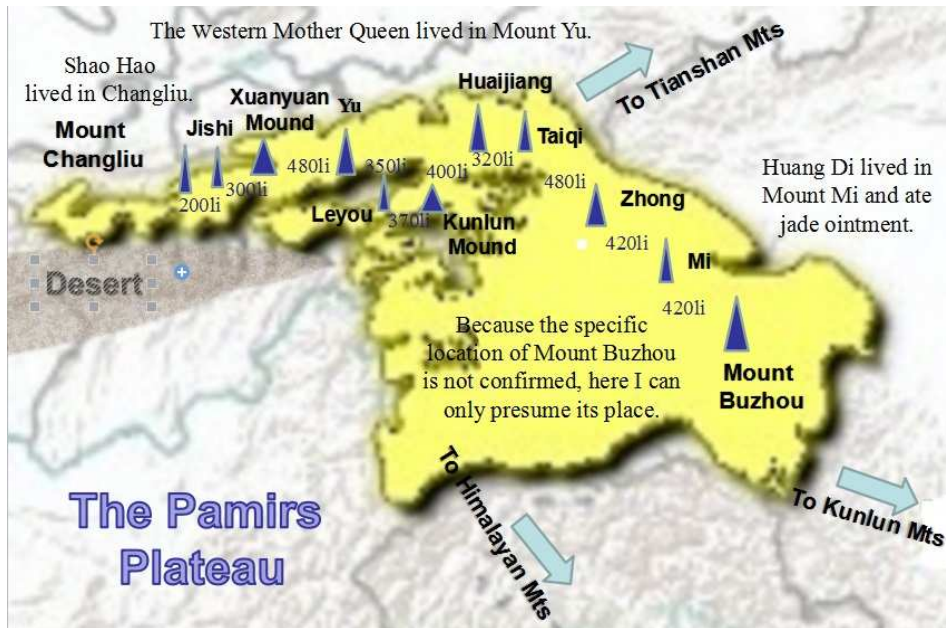 The Western Mother Queen lived in Mount Yu.
Shao Hao
lived in Changliu.
Mount
Changliu
Jishi
Xuanyuan
Mound
Yu
Huaijiang
Taiqi
To Tianshan Mts
200li
300li
480li
350li
400li
320li
480li
Leyou
370li
Kunlun
Mound
Zhong
420li
Mi
420li
Huang Di lived in
Mount Mi and ate
jade ointment.
Desert
Because the specific
location of Mount Buzhou
is not confirmed, here I can
only presume its place.
Mount
Buzhou
The Pamirs
Plateau
To Himalayan Mts
To Kunlun Mts